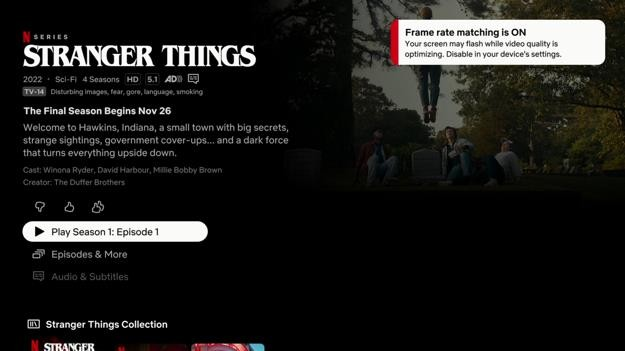 N SERIES
STRANGER THINGS
2022 · Sci-Fi 4 Seasons HD 5.1 AD
TV-14 Disturbing images, fear, gore, language, smoking
The Final Season Begins Nov 26
Welcome to Hawkins, Indiana, a small town with big secrets,
strange sightings, government cover-ups... and a dark force
that turns everything upside down.
Cast: Winona Ryder, David Harbour, Millie Bobby Brown
Creator: The Duffer Brothers
Play Season 1: Episode 1
Episodes & More
Audio & Subtitles
Stranger Things Collection
STRANGER
Frame rate matching is ON
Your screen may flash while video quality is
optimizing. Disable in your device's settings.